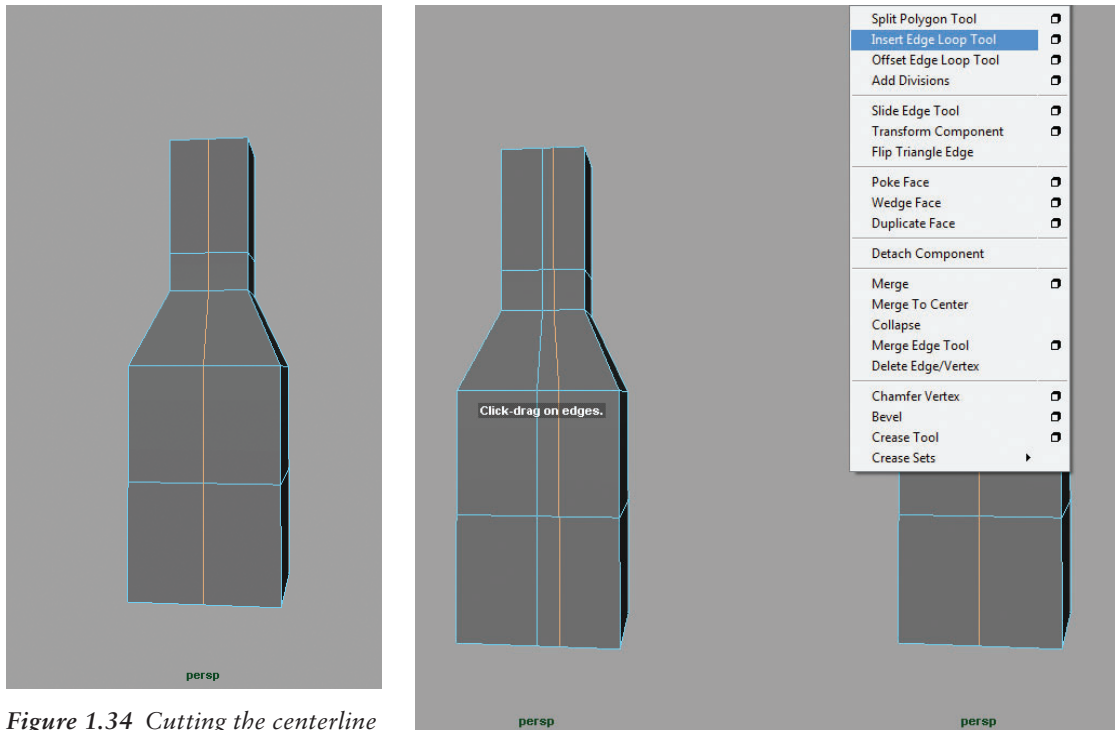 persp
Figure 1.34 Cutting the centerline
Click-drag on edges.
persp
Split Polygon Tool
Insert Edge Loop Tool
Offset Edge Loop Tool
Add Divisions
Slide Edge Tool
Transform Component
Flip Triangle Edge
Poke Face
Wedge Face
Duplicate Face
Detach Component
Merge
Merge To Center
Collapse
Merge Edge Tool
Delete Edge/Vertex
Chamfer Vertex
Bevel
Crease Tool
Crease Sets
persp